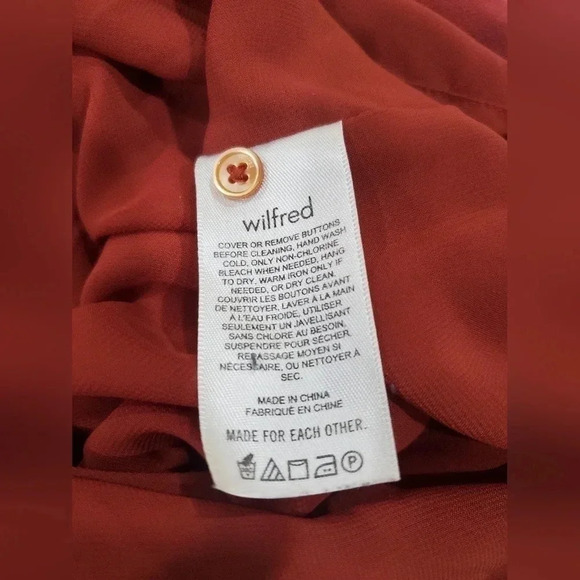 wilfred
COVER OR REMOVE BUTTONS
BEFORE CLEANING, HAND WASH
COLD, ONLY NON-CHLORINE
BLEACH WHEN NEEDED, HANG
TO DRY, WARM IRON ONLY IF
NEEDED, OR DRY CLEAN.
COUVRIR LES BOUTONS AVANT
DE NETTOYER, LAVER À LA MAIN
À L'EAU FROIDE, UTILISER
SEULEMENT UN JAVELLISANT
SANS CHLORE AU BESOIN,
SUSPENDRE POUR SÉCHER,
REPASSAGE MOYEN SI
NÉCESSAIRE, OU NETTOYER À
SEC.
MADE IN CHINA
FABRIQUÉ EN CHINE
MADE FOR EACH OTHER.
P